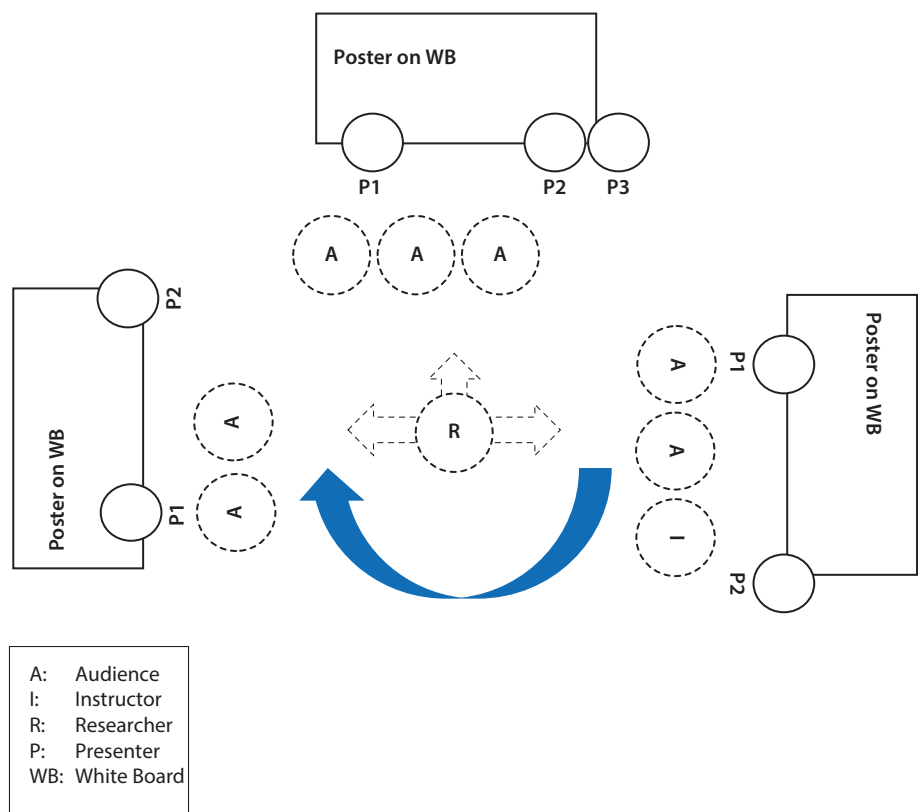 Poster on WB
P1 P2 P3
A A A
P2
Poster on WB
P1
A
A
R
A
A
I
P1
P2
Poster on WB
A: Audience
I: Instructor
R: Researcher
P: Presenter
WB: White Board